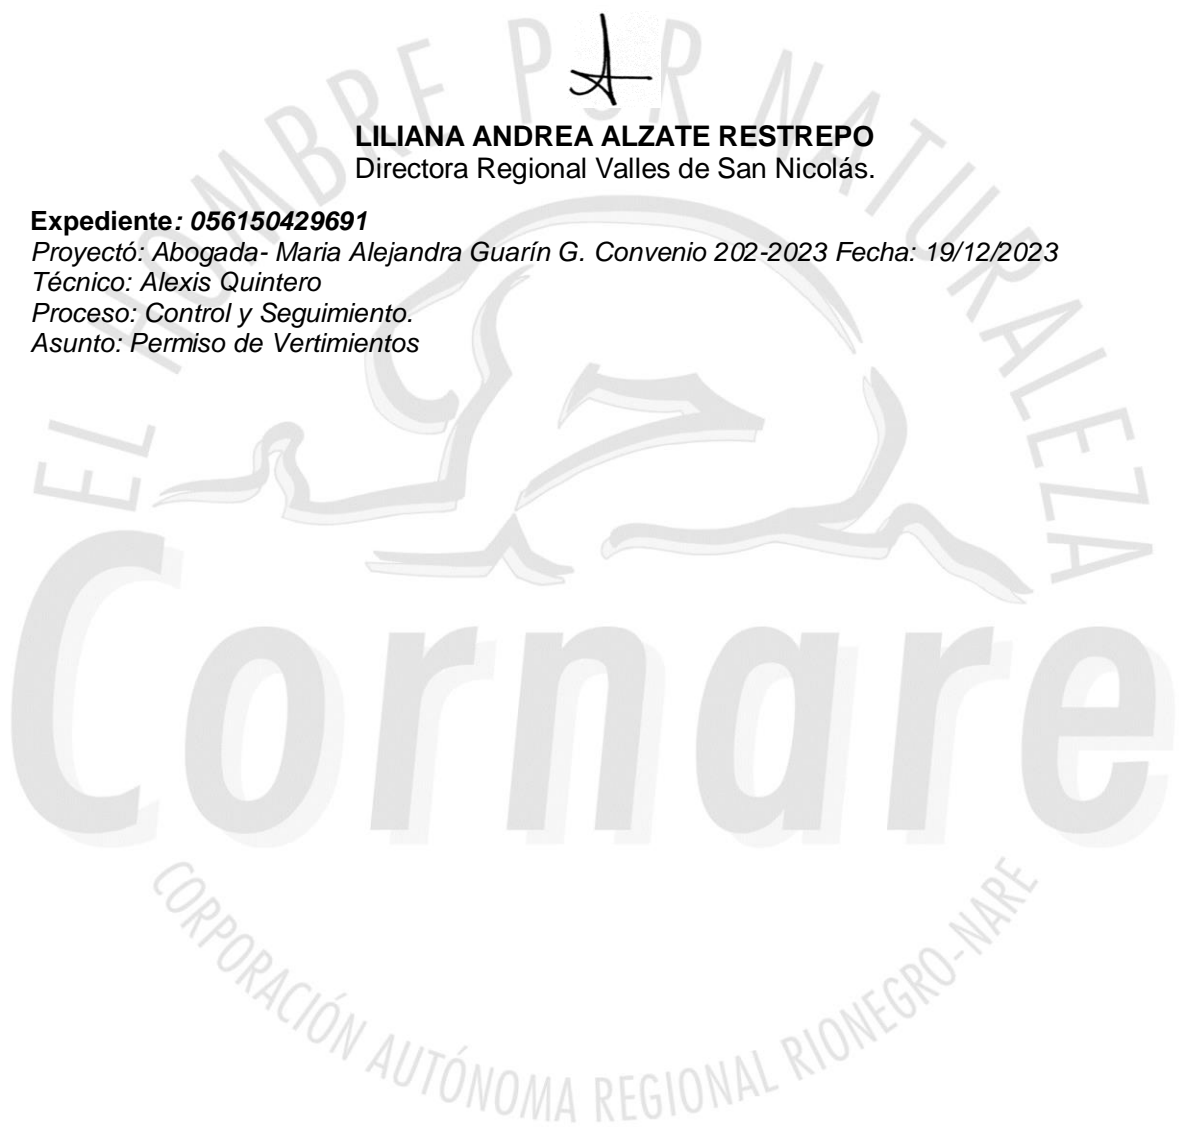 LILIANA ANDREA ALZATE RESTREPO
Directora Regional Valles de San Nicolás.
Expediente: 056150429691
Proyectó: Abogada- Maria Alejandra Guarín G. Convenio 202-2023 Fecha: 19/12/2023
Técnico: Alexis Quintero
Proceso: Control y Seguimiento.
Asunto: Permiso de Vertimientos
EL HOMBRE POR NATURALEZA
Cornare
CORPORACIÓN AUTÓNOMA REGIONAL RIONEGRO-NARE